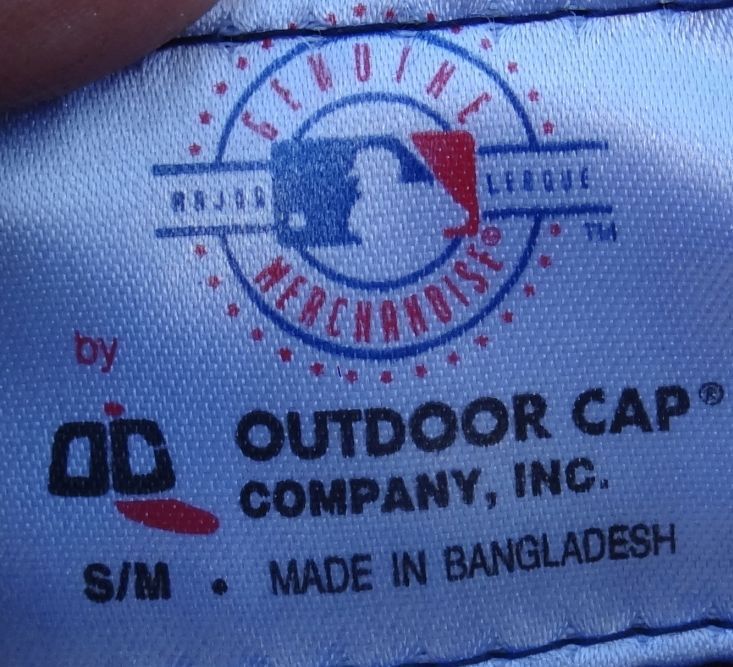 GENUINE
MAJOR LEAGUE
TM
MERCHANDISE®
by
OUTDOOR CAP®
COMPANY, INC.
S/M • MADE IN BANGLADESH